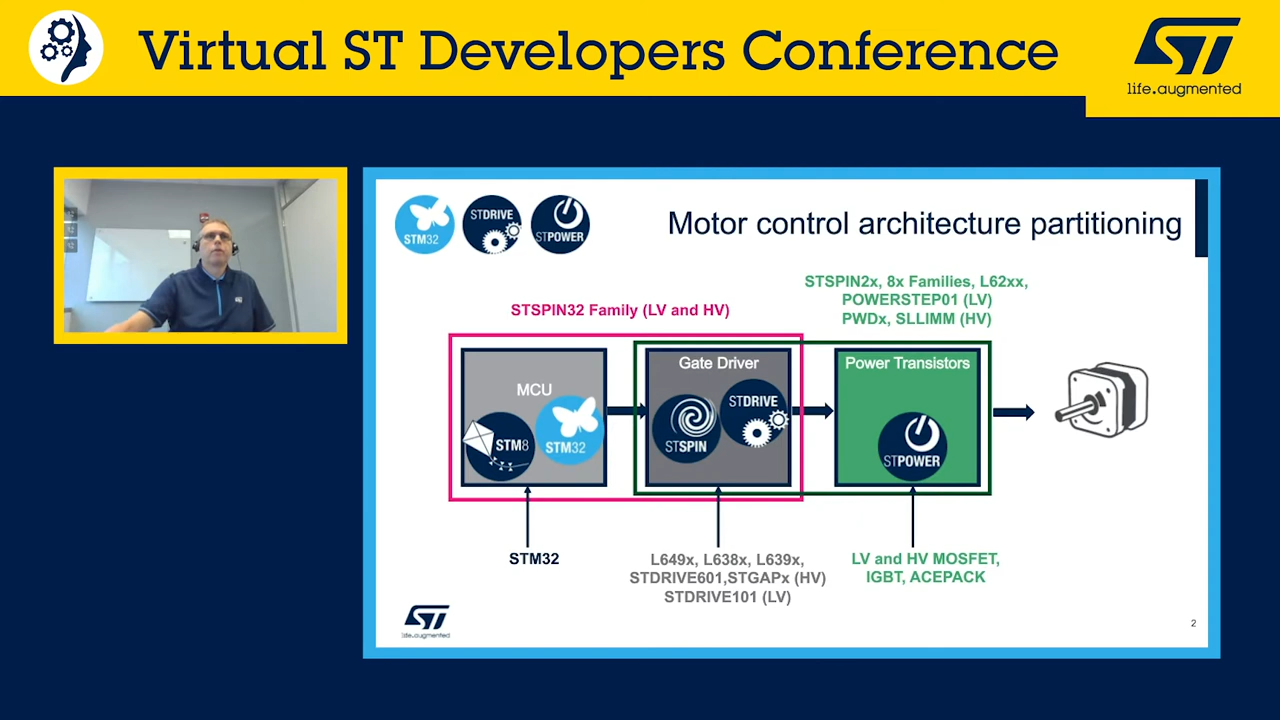 Virtual ST Developers Conference
ST
life.augmented
STM32
STDRIVE
STPOWER
Motor control architecture partitioning
STSPIN32 Family (LV and HV)
STSPIN2x, 8x Families, L62xx,
POWERSTEP01 (LV)
PWDx, SLLIMM (HV)
MCU
STM8
STM32
Gate Driver
STSPIN
STDRIVE
Power Transistors
STPOWER
STM32
L649x, L638x, L639x,
STDRIVE601,STGAPx (HV)
STDRIVE101 (LV)
LV and HV MOSFET,
IGBT, ACEPACK
ST
life.augmented
2